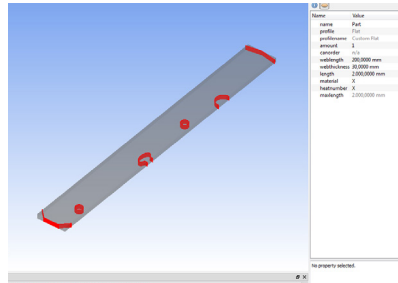 Name Value
name Part
profile Flat
profilename Custom Flat
amount 1
canorder n/a
weblength 200,0000 mm
webthickness 30,0000 mm
length 2.000,0000 mm
material X
heatnumber X
maxlength 2.000,0000 mm
No property selected.